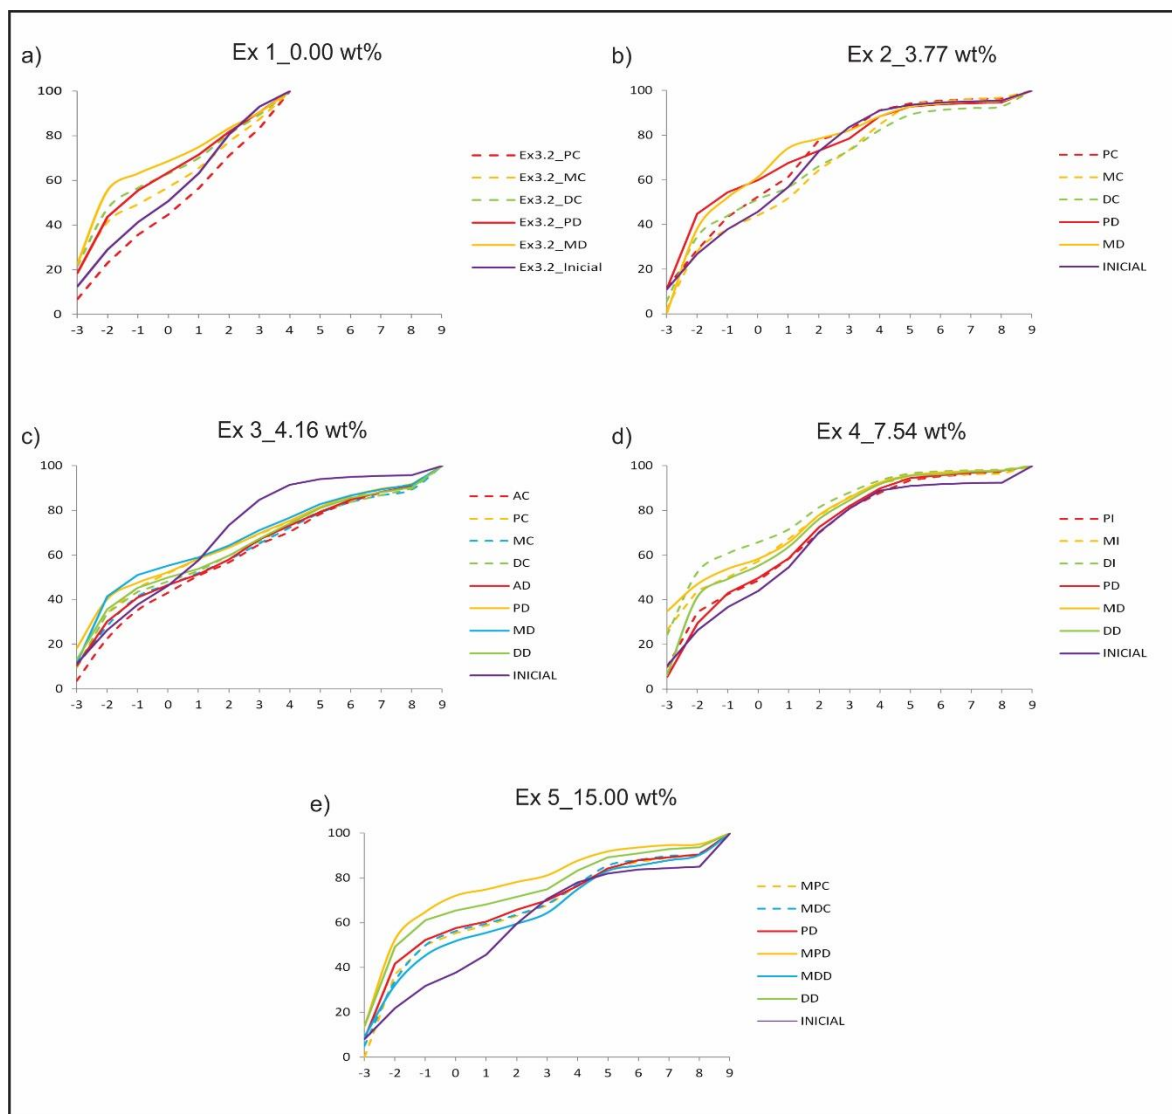 a)
Ex 1_0.00 wt%
100
80
60
40
20
0
-3 -2 -1 0 1 2 3 4 5 6 7 8 9
Ex3.2_PC
Ex3.2_MC
Ex3.2_DC
Ex3.2_PD
Ex3.2_MD
Ex3.2_Inicial
b)
Ex 2_3.77 wt%
100
80
60
40
20
0
-3 -2 -1 0 1 2 3 4 5 6 7 8 9
PC
MC
DC
PD
MD
INICIAL
c)
Ex 3_4.16 wt%
100
80
60
40
20
0
-3 -2 -1 0 1 2 3 4 5 6 7 8 9
AC
PC
MC
DC
AD
PD
MD
DD
INICIAL
d)
Ex 4_7.54 wt%
100
80
60
40
20
0
-3 -2 -1 0 1 2 3 4 5 6 7 8 9
PI
MI
DI
PD
MD
DD
INICIAL
e)
Ex 5_15.00 wt%
100
80
60
40
20
0
-3 -2 -1 0 1 2 3 4 5 6 7 8 9
MPC
MDC
PD
MPD
MDD
DD
INICIAL